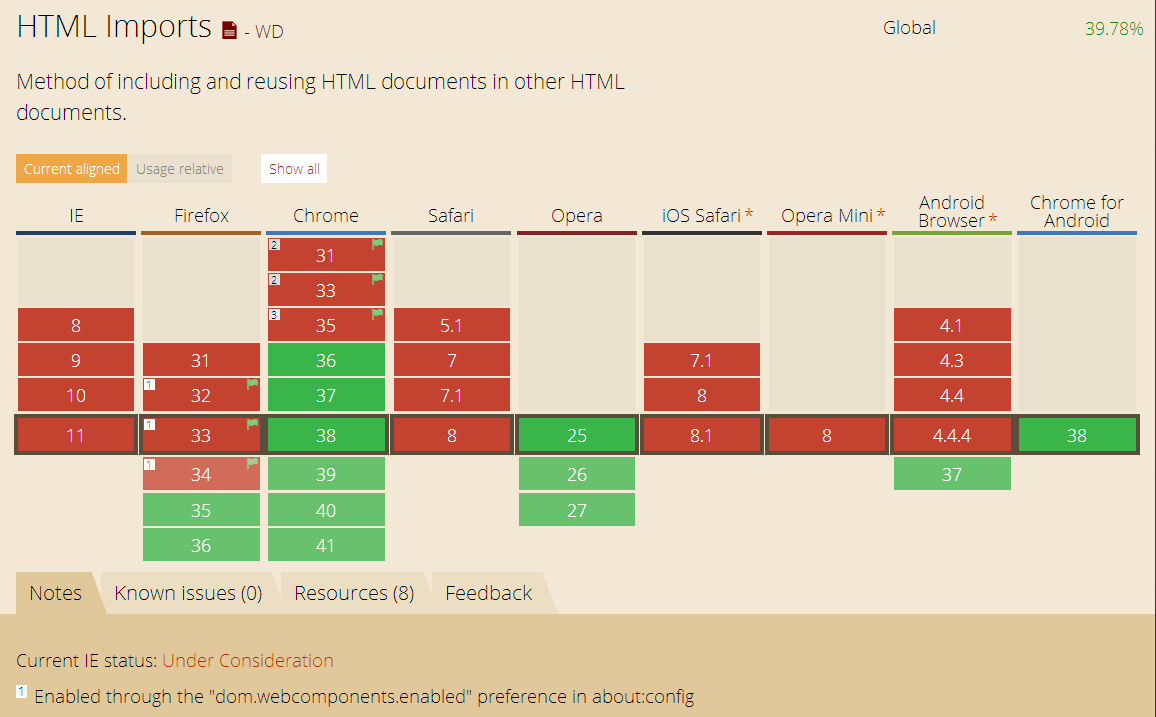 HTML Imports - WD Global 39.78%
Method of including and reusing HTML documents in other HTML
documents.
Current aligned Usage relative Show all
IE Firefox Chrome Safari Opera iOS Safari * Opera Mini * Android Browser * Chrome for Android
2 31
2 33
8 3 35 5.1 4.1
9 31 36 7 7.1 4.3
10 1 32 37 7.1 8 4.4
11 1 33 38 8 25 8.1 8 4.4.4 38
1 34 39 26 37
35 40 27
36 41
Notes Known issues (0) Resources (8) Feedback
Current IE status: Under Consideration
1 Enabled through the "dom.webcomponents.enabled" preference in about:config